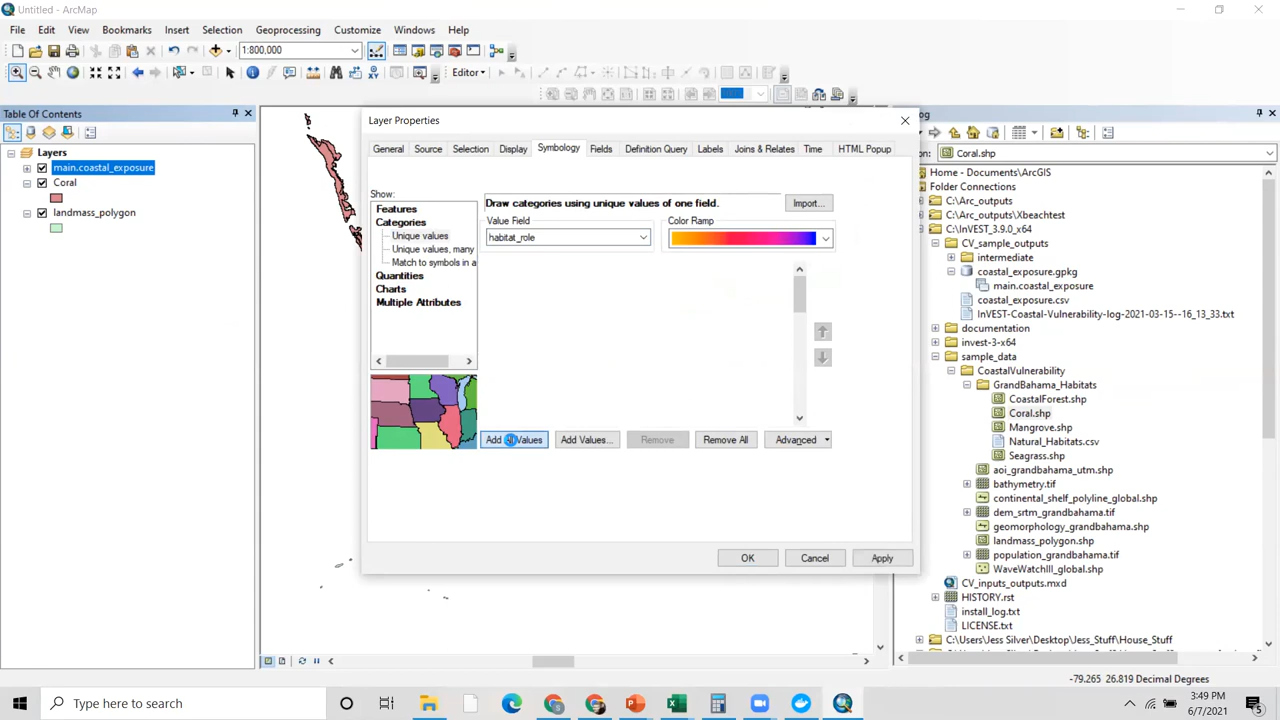 Untitled - ArcMap
File Edit View Bookmarks Insert Selection Geoprocessing Customize Windows Help
1:800,000
Editor
Table Of Contents
Layers
main.coastal_exposure
Coral
landmass_polygon
Layer Properties
General Source Selection Display Symbology Fields Definition Query Labels Joins & Relates Time HTML Popup
Show:
Features
Categories
Unique values
Unique values, many
Match to symbols in a
Quantities
Charts
Multiple Attributes
Draw categories using unique values of one field.
Import...
Value Field
habitat_role
Color Ramp
Add All Values
Add Values...
Remove
Remove All
Advanced
OK
Cancel
Apply
Coral.shp
Home - Documents\ArcGIS
Folder Connections
C:\Arc_outputs
C:\Arc_outputs\Xbeachtest
C:\InVEST_3.9.0_x64
CV_sample_outputs
intermediate
coastal_exposure.gpkg
main.coastal_exposure
coastal_exposure.csv
InVEST-Coastal-Vulnerability-log-2021-03-15--16_13_33.txt
documentation
invest-3-x64
sample_data
CoastalVulnerability
GrandBahama_Habitats
CoastalForest.shp
Coral.shp
Mangrove.shp
Natural_Habitats.csv
Seagrass.shp
aoi_grandbahama_utm.shp
bathymetry.tif
continental_shelf_polyline_global.shp
dem_srtm_grandbahama.tif
geomorphology_grandbahama.shp
landmass_polygon.shp
population_grandbahama.tif
WaveWatchIII_global.shp
CV_inputs_outputs.mxd
HISTORY.rst
install_log.txt
LICENSE.txt
C:\Users\Jess Silver\Desktop\Jess_Stuff\House_Stuff
-79.265 26.819 Decimal Degrees
Type here to search
3:49 PM
6/7/2021
5